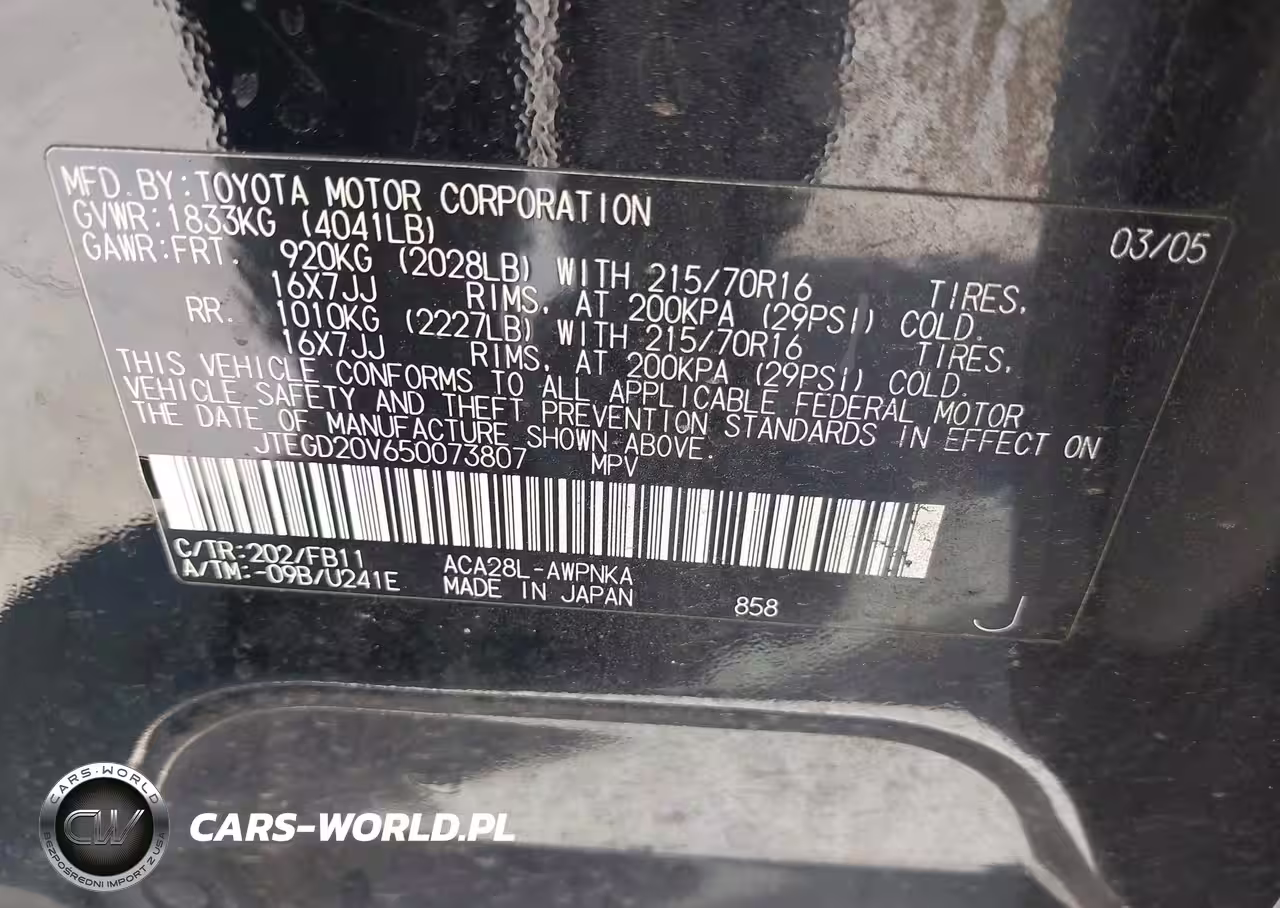 MFD. BY: TOYOTA MOTOR CORPORATION 03/05
GVWR: 1833KG (4041LB)
GAWR: FRT. 920KG (2028LB) WITH 215/70R16 TIRES,
16X7JJ RIMS, AT 200KPA (29PSI) COLD.
RR. 1010KG (2227LB) WITH 215/70R16 TIRES,
16X7JJ RIMS, AT 200KPA (29PSI) COLD.
THIS VEHICLE CONFORMS TO ALL APPLICABLE FEDERAL MOTOR
VEHICLE SAFETY AND THEFT PREVENTION STANDARDS IN EFFECT ON
THE DATE OF MANUFACTURE SHOWN ABOVE.
JTEGD20V650073807 MPV
C/TR: 202/FB11 ACA28L-AWPNKA
A/TM: -09B/U241E MADE IN JAPAN 858 J
CARS-WORLD
CW
BEZPOŚREDNI IMPORT Z USA
CARS-WORLD.PL